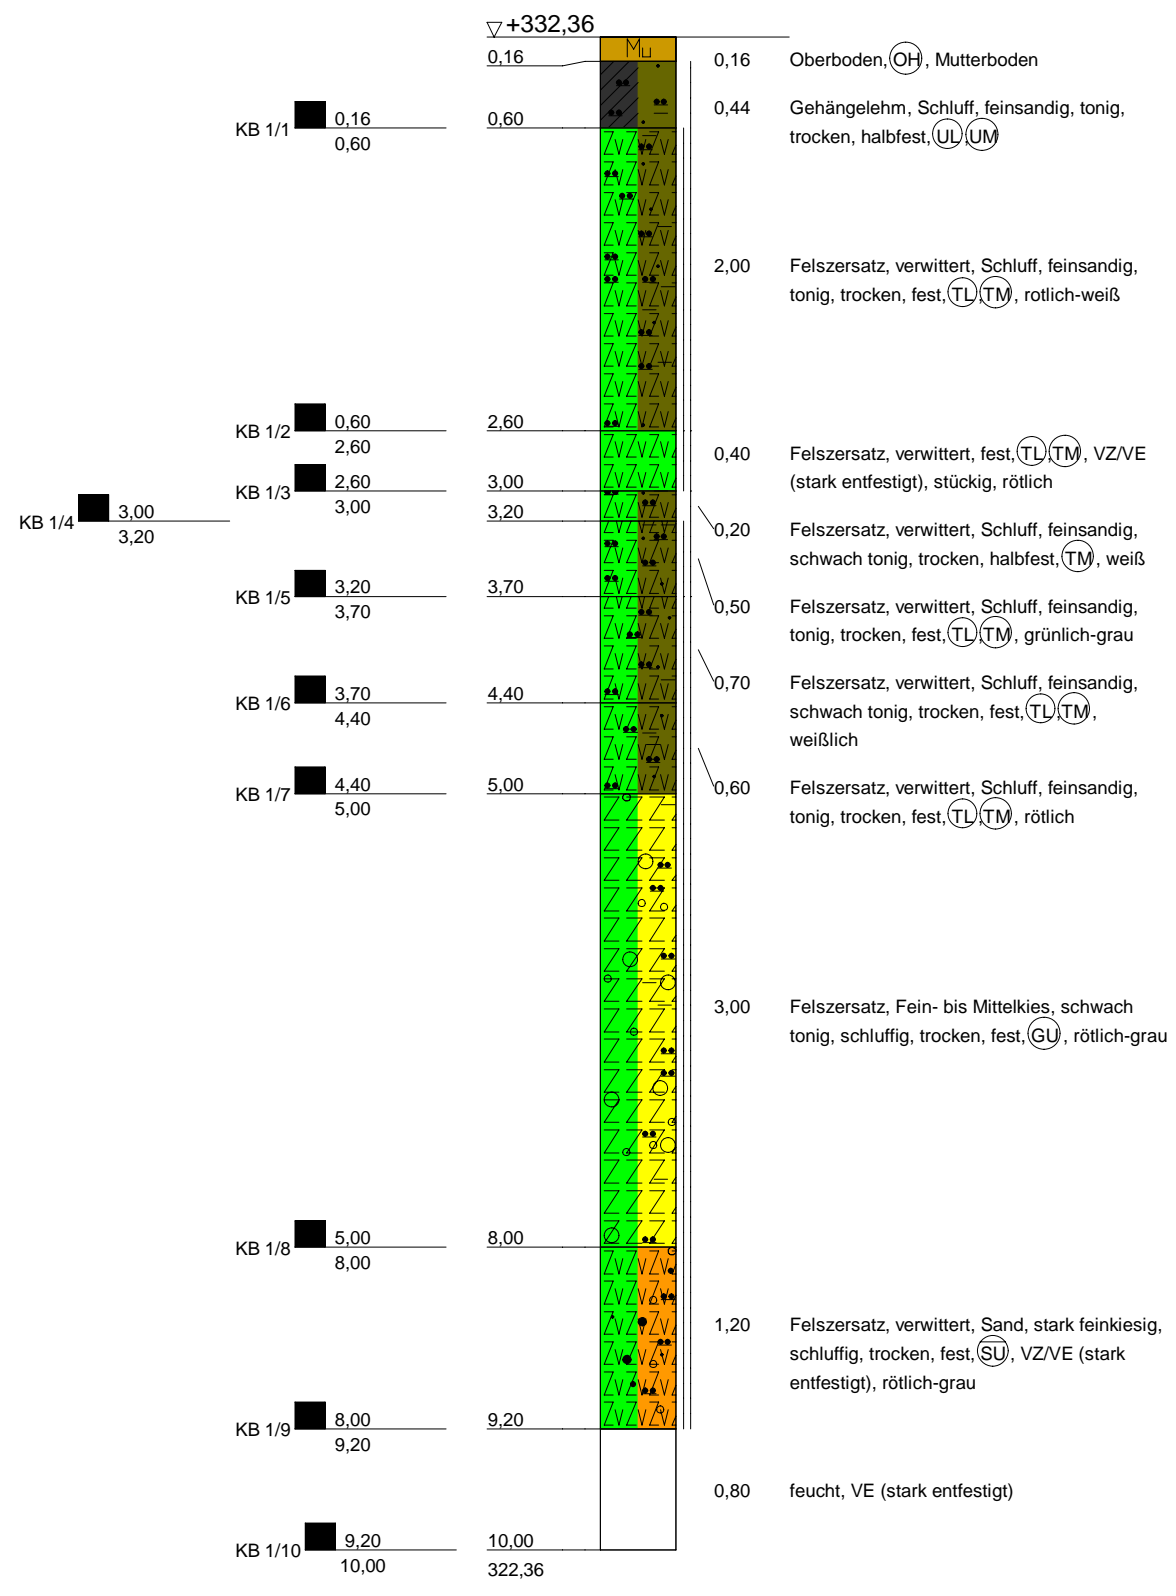 +332,36
Mu
0,16
0,16 Oberboden, OH, Mutterboden
0,44 Gehängelehm, Schluff, feinsandig, tonig,
trocken, halbfest, UL, UM
KB 1/1 0,16
0,60
0,60
2,00 Felszersatz, verwittert, Schluff, feinsandig,
tonig, trocken, fest, TL, TM, rotlich-weiß
KB 1/2 0,60
2,60
2,60
0,40 Felszersatz, verwittert, fest, TL, TM, VZ/VE
(stark entfestigt), stückig, rötlich
KB 1/3 2,60
3,00
3,00
KB 1/4 3,00
3,20
3,20
0,20 Felszersatz, verwittert, Schluff, feinsandig,
schwach tonig, trocken, halbfest, TM, weiß
KB 1/5 3,20
3,70
3,70
0,50 Felszersatz, verwittert, Schluff, feinsandig,
tonig, trocken, fest, TL, TM, grünlich-grau
KB 1/6 3,70
4,40
4,40
0,70 Felszersatz, verwittert, Schluff, feinsandig,
schwach tonig, trocken, fest, TL, TM,
weißlich
KB 1/7 4,40
5,00
5,00
0,60 Felszersatz, verwittert, Schluff, feinsandig,
tonig, trocken, fest, TL, TM, rötlich
3,00 Felszersatz, Fein- bis Mittelkies, schwach
tonig, schluffig, trocken, fest, GU, rötlich-grau
KB 1/8 5,00
8,00
8,00
1,20 Felszersatz, verwittert, Sand, stark feinkiesig,
schluffig, trocken, fest, SU, VZ/VE (stark
entfestigt), rötlich-grau
KB 1/9 8,00
9,20
9,20
0,80 feucht, VE (stark entfestigt)
KB 1/10 9,20
10,00
10,00
322,36